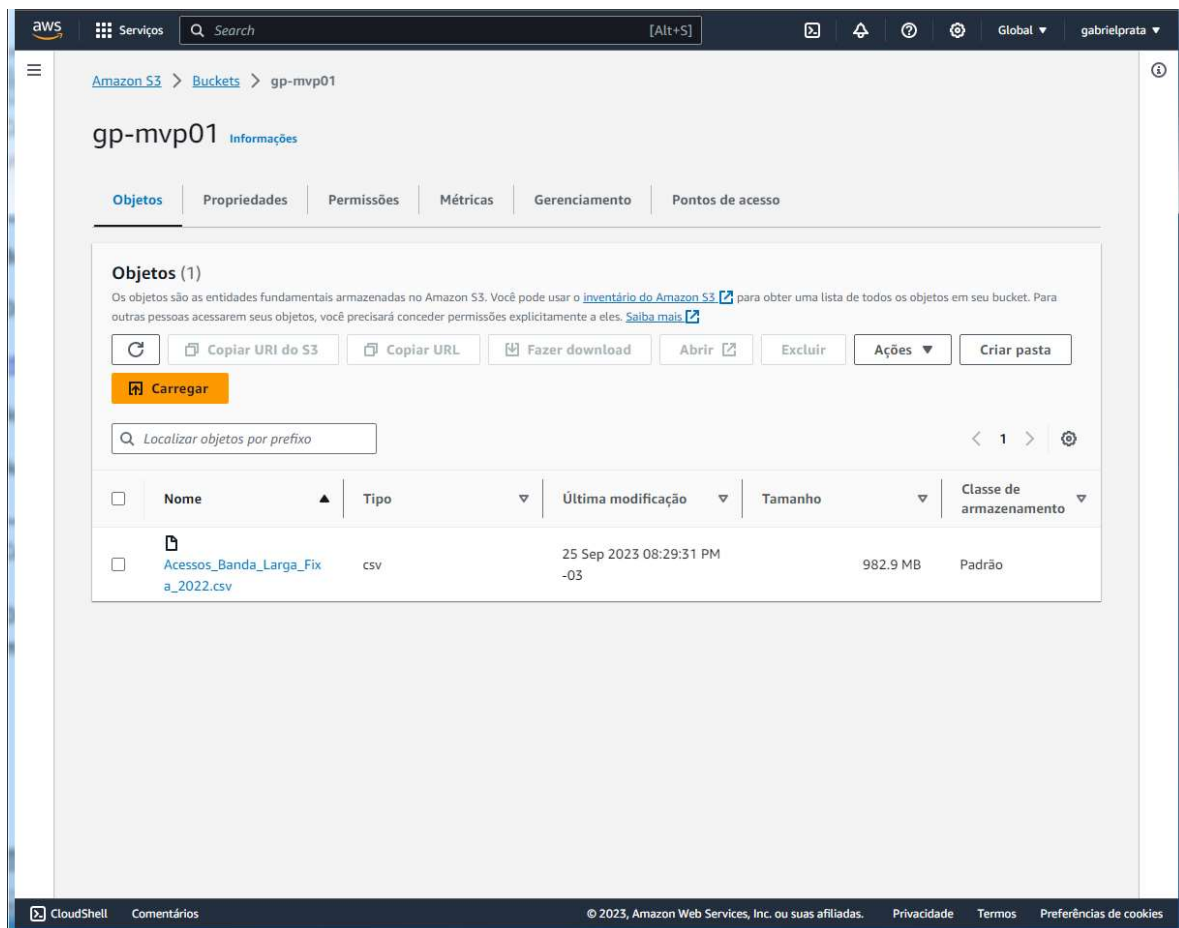 aws Serviços Search [Alt+S] Global gabrielprata
Amazon S3 > Buckets > gp-mvp01
gp-mvp01 Informações
Objetos Propriedades Permissões Métricas Gerenciamento Pontos de acesso
Objetos (1)
Os objetos são as entidades fundamentais armazenadas no Amazon S3. Você pode usar o inventário do Amazon S3 para obter uma lista de todos os objetos em seu bucket. Para
outras pessoas acessarem seus objetos, você precisará conceder permissões explicitamente a eles. Saiba mais
Copiar URI do S3 Copiar URL Fazer download Abrir Excluir Ações Criar pasta
Carregar
Localizar objetos por prefixo < 1 >
Nome Tipo Última modificação Tamanho Classe de
armazenamento
Acessos_Banda_Larga_Fix csv 25 Sep 2023 08:29:31 PM 982.9 MB Padrão
a_2022.csv -03
CloudShell Comentários © 2023, Amazon Web Services, Inc. ou suas afiliadas. Privacidade Termos Preferências de cookies